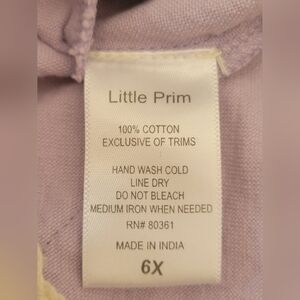 Little Prim
100% COTTON
EXCLUSIVE OF TRIMS
HAND WASH COLD
LINE DRY
DO NOT BLEACH
MEDIUM IRON WHEN NEEDED
RN# 80361
MADE IN INDIA
6X